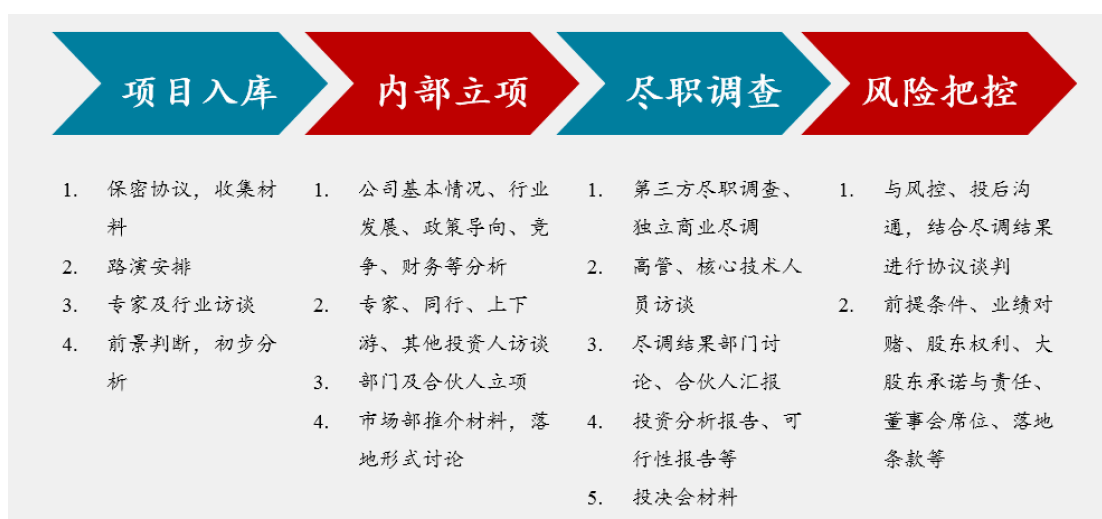 项目入库
内部立项
尽职调查
风险把控
1. 保密协议，收集材
料
2. 路演安排
3. 专家及行业访谈
4. 前景判断，初步分
析
1. 公司基本情况、行业
发展、政策导向、竞
争、财务等分析
2. 专家、同行、上下
游、其他投资人访谈
3. 部门及合伙人立项
4. 市场部推介材料，落
地形式讨论
1. 第三方尽职调查、
独立商业尽调
2. 高管、核心技术人
员访谈
3. 尽调结果部门讨
论、合伙人汇报
4. 投资分析报告、可
行性报告等
5. 投决会材料
1. 与风控、投后沟
通，结合尽调结果
进行协议谈判
2. 前提条件、业绩对
赌、股东权利、大
股东承诺与责任、
董事会席位、落地
条款等